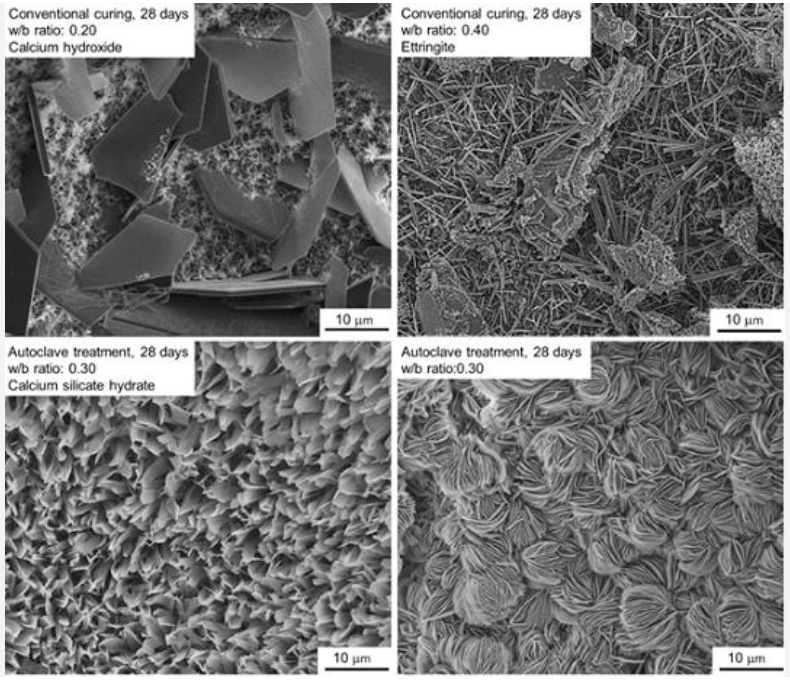 Conventional curing, 28 days
w/b ratio: 0.20
Calcium hydroxide
10 µm
Conventional curing, 28 days
w/b ratio: 0.40
Ettringite
10 µm
Autoclave treatment, 28 days
w/b ratio: 0.30
Calcium silicate hydrate
10 µm
Autoclave treatment, 28 days
w/b ratio:0.30
10 µm